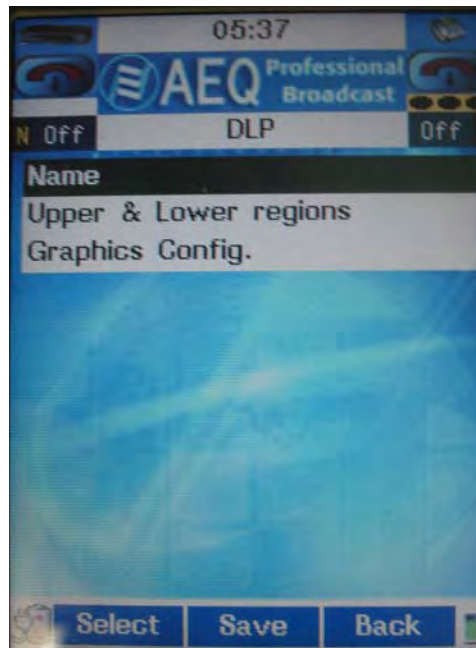 05:37
AEQ Professional
Broadcast
N Off DLP Off
Name
Upper & Lower regions
Graphics Config.
Select Save Back